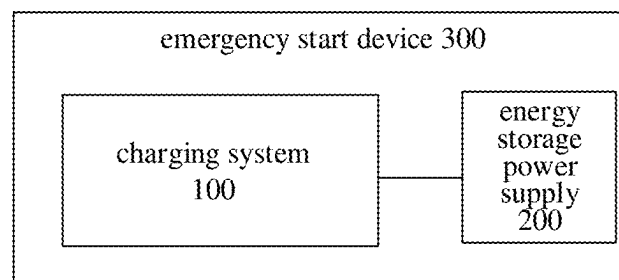 emergency start device 300
charging system
100
energy
storage
power
supply
200